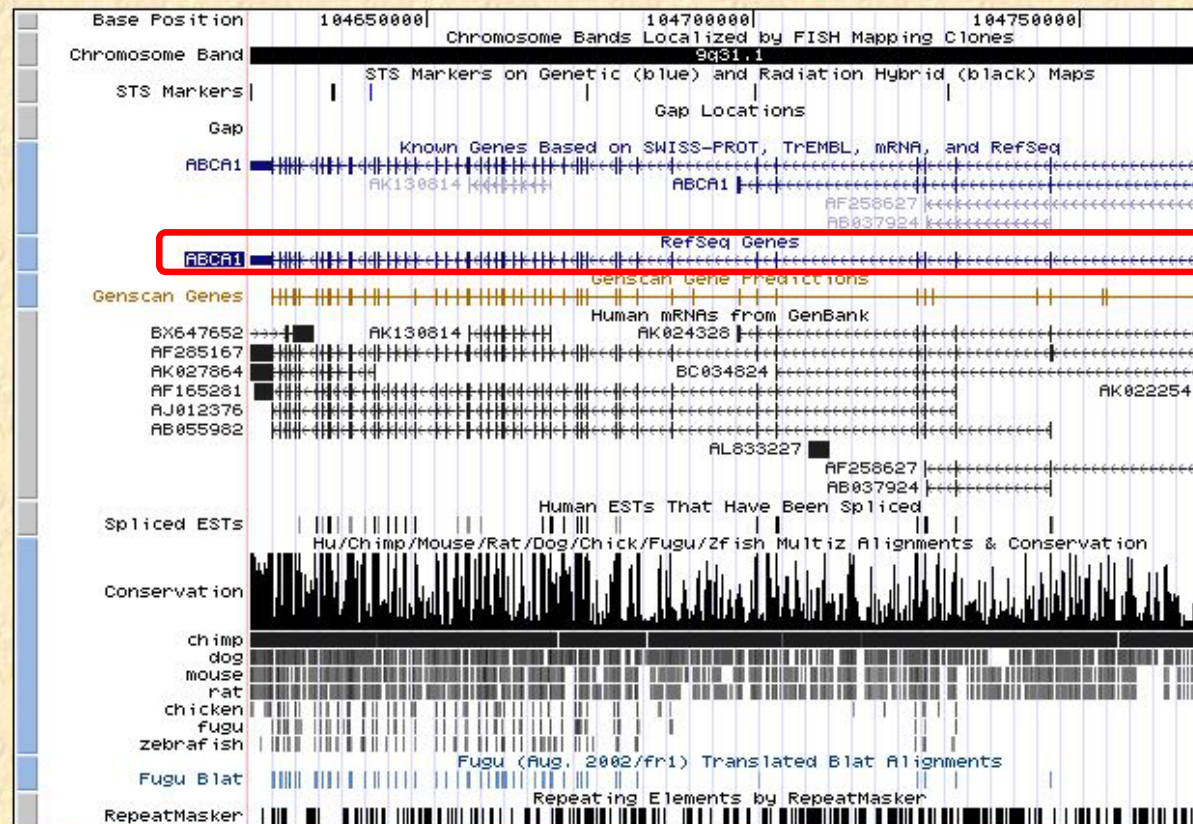 Base Position 104650000| 104700000| 104750000|
Chromosome Bands Localized by FISH Mapping Clones
Chromosome Band 9q31.1
STS Markers on Genetic (blue) and Radiation Hybrid (black) Maps
STS Markers
Gap Locations
Gap
Known Genes Based on SWISS-PROT, TrEMBL, mRNA, and RefSeq
ABCA1
AK130814 ABCA1
AF258627
AB037924
RefSeq Genes
ABCA1
Genscan Gene Predictions
Genscan Genes
Human mRNAs from GenBank
BX647652 AK130814 AK024328
AF285167
AK027864 BC034824
AF165281 AK022254
AJ012376
AB055982
AL833227
AF258627
AB037924
Human ESTs That Have Been Spliced
Spliced ESTs
Hu/Chimp/Mouse/Rat/Dog/Chick/Fugu/Zfish Multiz Alignments & Conservation
Conservation
chimp
dog
mouse
rat
chicken
fugu
zebrafish
Fugu (Aug. 2002/fr1) Translated Blat Alignments
Fugu Blat
Repeating Elements by RepeatMasker
RepeatMasker